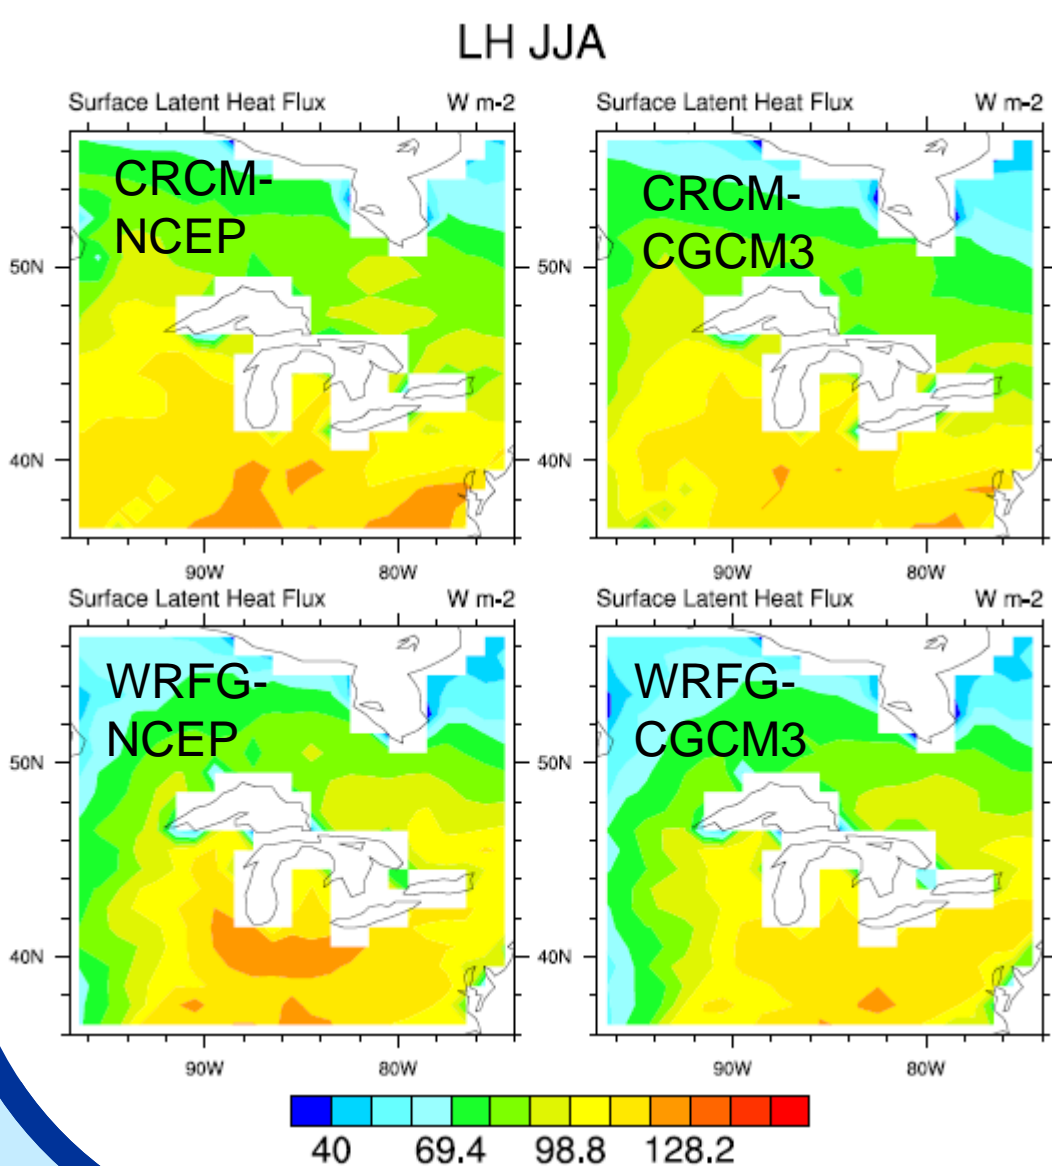 LH JJA
Surface Latent Heat Flux W m-2
Surface Latent Heat Flux W m-2
CRCM-
NCEP
CRCM-
CGCM3
50N
50N
40N
40N
90W 80W
90W 80W
Surface Latent Heat Flux W m-2
Surface Latent Heat Flux W m-2
WRFG-
NCEP
WRFG-
CGCM3
50N
50N
40N
40N
90W 80W
90W 80W
40 69.4 98.8 128.2